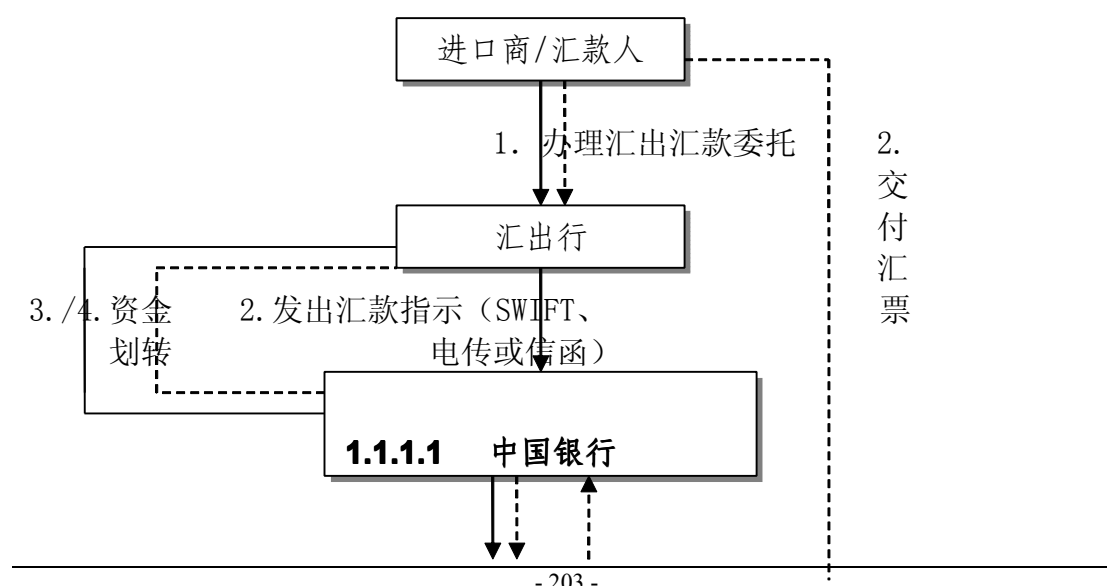 进口商/汇款人
1. 办理汇出汇款委托
2.
交
付
汇
票
汇出行
3./4.资金
划转
2.发出汇款指示（SWIFT、
电传或信函）
1.1.1.1 中国银行
- 203 -